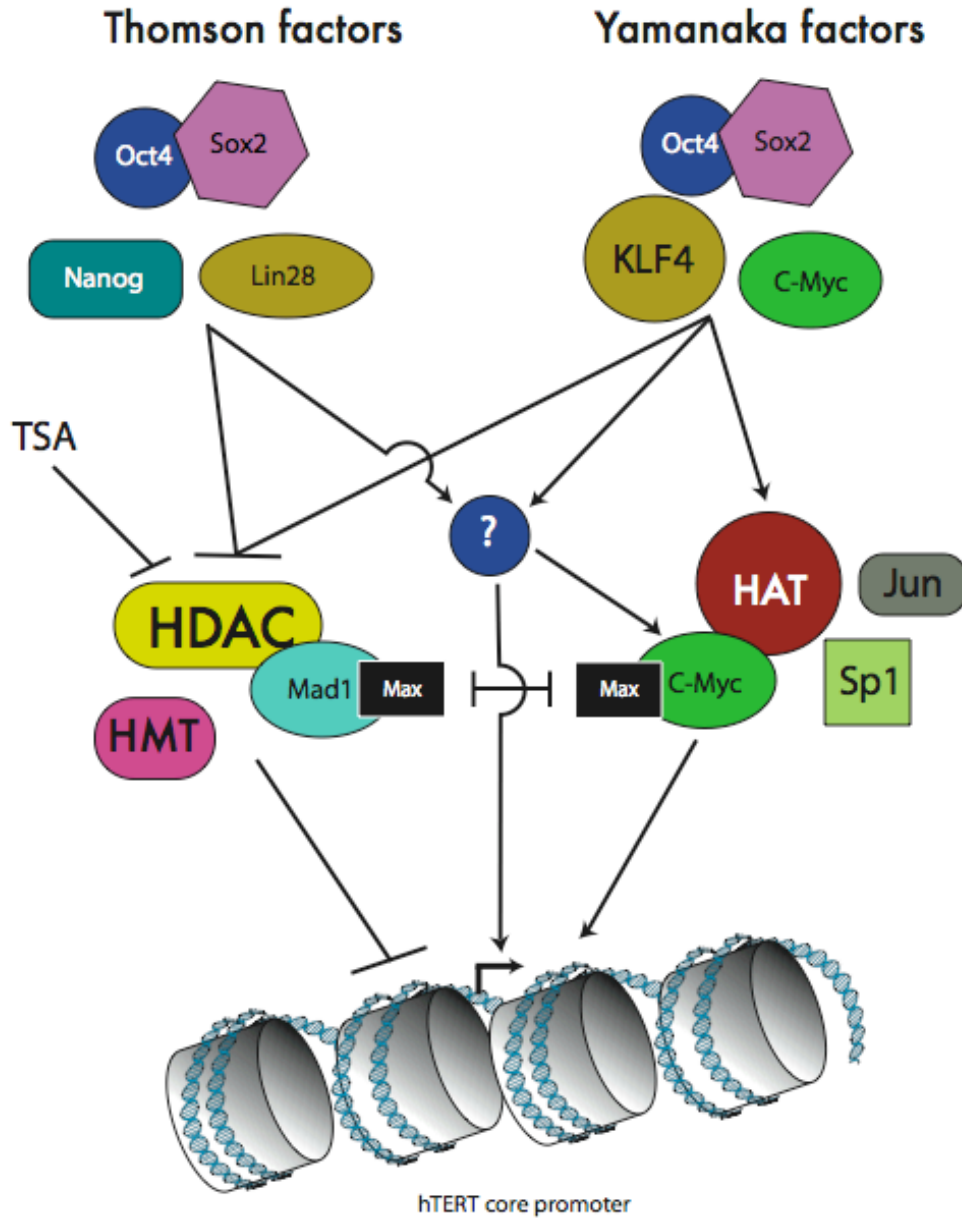 Thomson factors
Yamanaka factors
Oct4
Sox2
Oct4
Sox2
Nanog
Lin28
KLF4
C-Myc
TSA
?
HDAC
HAT
Jun
Mad1
Max
Max
C-Myc
Sp1
HMT
hTERT core promoter